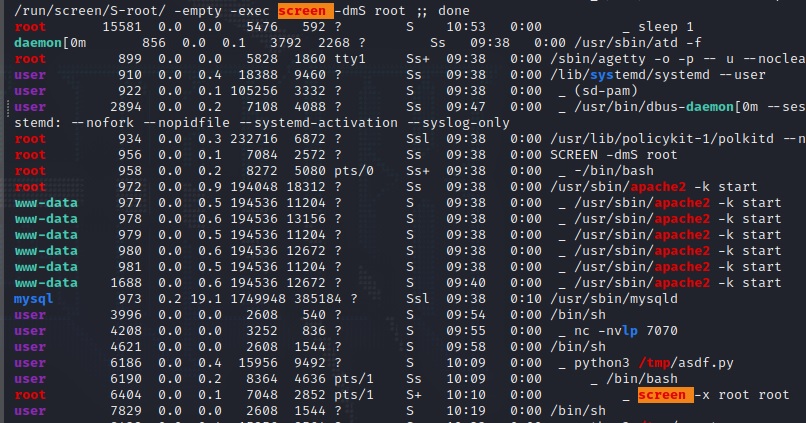 /run/screen/S-root/ -empty -exec screen -dmS root ;; done
root 15581 0.0 0.0 5476 592 ? S 10:53 0:00 _ sleep 1
daemon[0m 856 0.0 0.1 3792 2268 ? Ss 09:38 0:00 /usr/sbin/atd -f
root 899 0.0 0.0 5828 1860 tty1 Ss+ 09:38 0:00 /sbin/agetty -o -p -- u --noclea
user 910 0.0 0.4 18388 9460 ? Ss 09:38 0:00 /lib/systemd/systemd --user
user 922 0.0 0.1 105256 3332 ? S 09:38 0:00 _ (sd-pam)
user 2894 0.0 0.2 7108 4088 ? Ss 09:47 0:00 _ /usr/bin/dbus-daemon[0m --ses
stemd: --nofork --nopidfile --systemd-activation --syslog-only
root 934 0.0 0.3 232716 6872 ? Ssl 09:38 0:00 /usr/lib/policykit-1/polkitd --n
root 956 0.0 0.1 7084 2572 ? Ss 09:38 0:00 SCREEN -dmS root
root 958 0.0 0.2 8272 5080 pts/0 Ss+ 09:38 0:00 _ -/bin/bash
root 972 0.0 0.9 194048 18312 ? Ss 09:38 0:00 /usr/sbin/apache2 -k start
www-data 977 0.0 0.5 194536 11204 ? S 09:38 0:00 _ /usr/sbin/apache2 -k start
www-data 978 0.0 0.6 194536 13156 ? S 09:38 0:00 _ /usr/sbin/apache2 -k start
www-data 979 0.0 0.5 194536 11204 ? S 09:38 0:00 _ /usr/sbin/apache2 -k start
www-data 980 0.0 0.6 194536 12672 ? S 09:38 0:00 _ /usr/sbin/apache2 -k start
www-data 981 0.0 0.5 194536 11204 ? S 09:38 0:00 _ /usr/sbin/apache2 -k start
www-data 1688 0.0 0.6 194536 12672 ? S 09:40 0:00 _ /usr/sbin/apache2 -k start
mysql 973 0.2 19.1 1749948 385184 ? Ssl 09:38 0:10 /usr/sbin/mysqld
user 3996 0.0 0.0 2608 540 ? S 09:54 0:00 /bin/sh
user 4208 0.0 0.0 3252 836 ? S 09:55 0:00 _ nc -nvlp 7070
user 4621 0.0 0.0 2608 1544 ? S 09:58 0:00 /bin/sh
user 6186 0.0 0.4 15956 9492 ? S 10:09 0:00 _ python3 /tmp/asdf.py
user 6190 0.0 0.2 8364 4636 pts/1 Ss 10:09 0:00 _ /bin/bash
root 6404 0.0 0.1 7048 2852 pts/1 S+ 10:10 0:00 _ screen -x root root
user 7829 0.0 0.0 2608 1544 ? S 10:19 0:00 /bin/sh